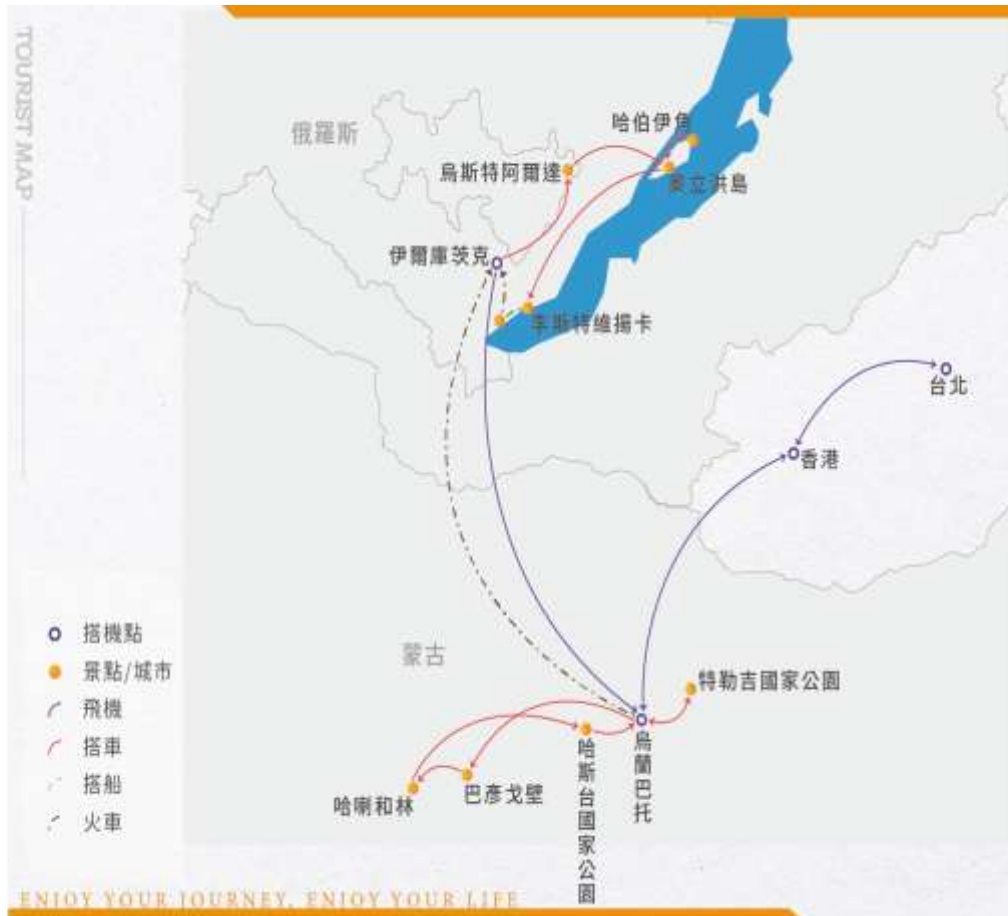 TOURIST MAP
俄羅斯
哈伯伊角
烏斯特阿爾達
奧立洪島
伊爾庫茨克
李斯特維揚卡
台北
香港
蒙古
特勒吉國家公園
烏蘭巴托
哈斯台國家公園
巴彥戈壁
哈喇和林
搭機點
景點/城市
飛機
搭車
搭船
火車
ENJOY YOUR JOURNEY, ENJOY YOUR LIFE